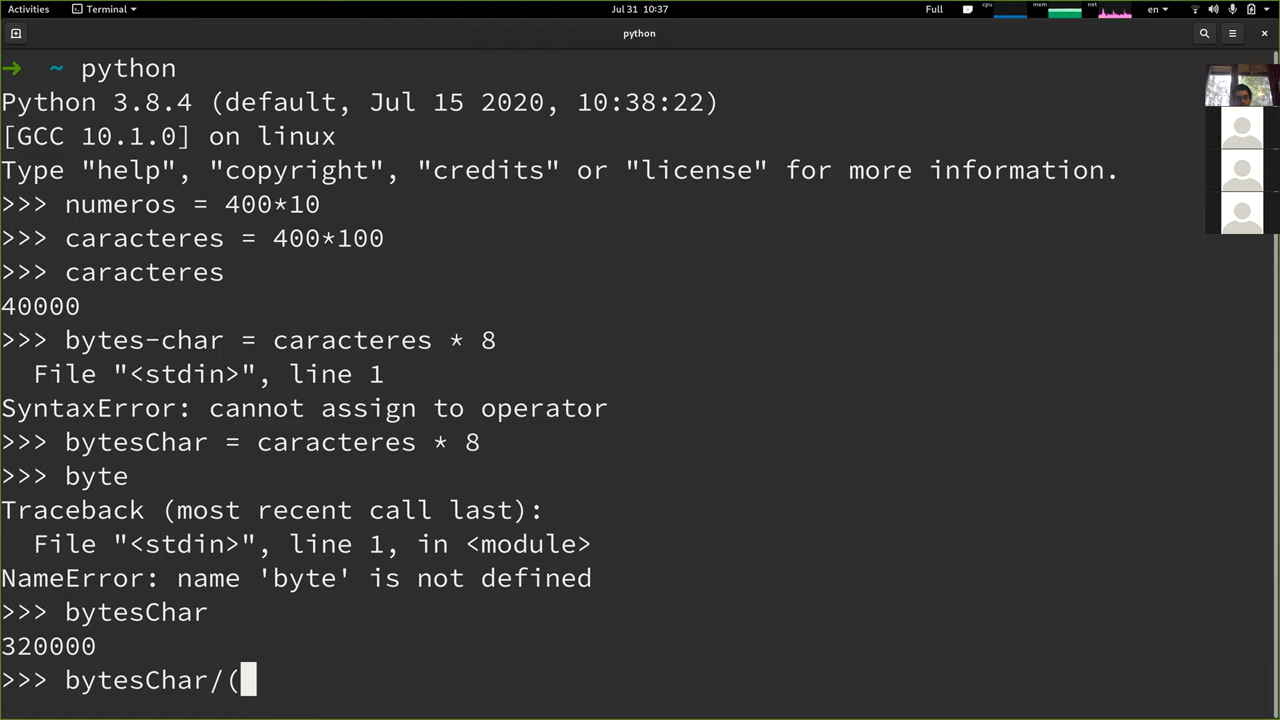 Activities Terminal Jul 31 10:37 Full cpu mem net en
python
→ ~ python
Python 3.8.4 (default, Jul 15 2020, 10:38:22)
[GCC 10.1.0] on linux
Type "help", "copyright", "credits" or "license" for more information.
>>> numeros = 400*10
>>> caracteres = 400*100
>>> caracteres
40000
>>> bytes-char = caracteres * 8
  File "<stdin>", line 1
SyntaxError: cannot assign to operator
>>> bytesChar = caracteres * 8
>>> byte
Traceback (most recent call last):
  File "<stdin>", line 1, in <module>
NameError: name 'byte' is not defined
>>> bytesChar
320000
>>> bytesChar/(